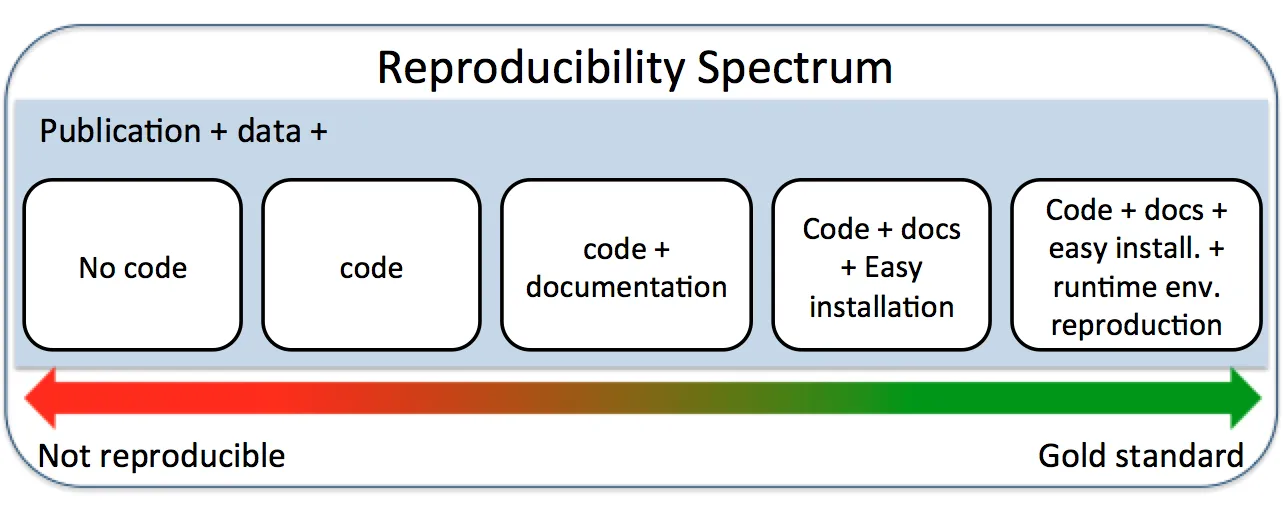 Reproducibility Spectrum
Publication + data +
No code
code
code +
documentation
Code + docs
+ Easy
installation
Code + docs +
easy install. +
runtime env.
reproduction
Not reproducible
Gold standard